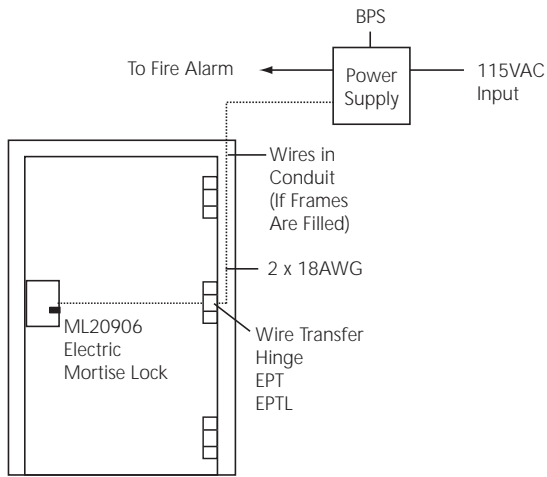 BPS
To Fire Alarm
Power
Supply
115VAC
Input
Wires in
Conduit
(If Frames
Are Filled)
2 x 18AWG
ML20906
Electric
Mortise Lock
Wire Transfer
Hinge
EPT
EPTL